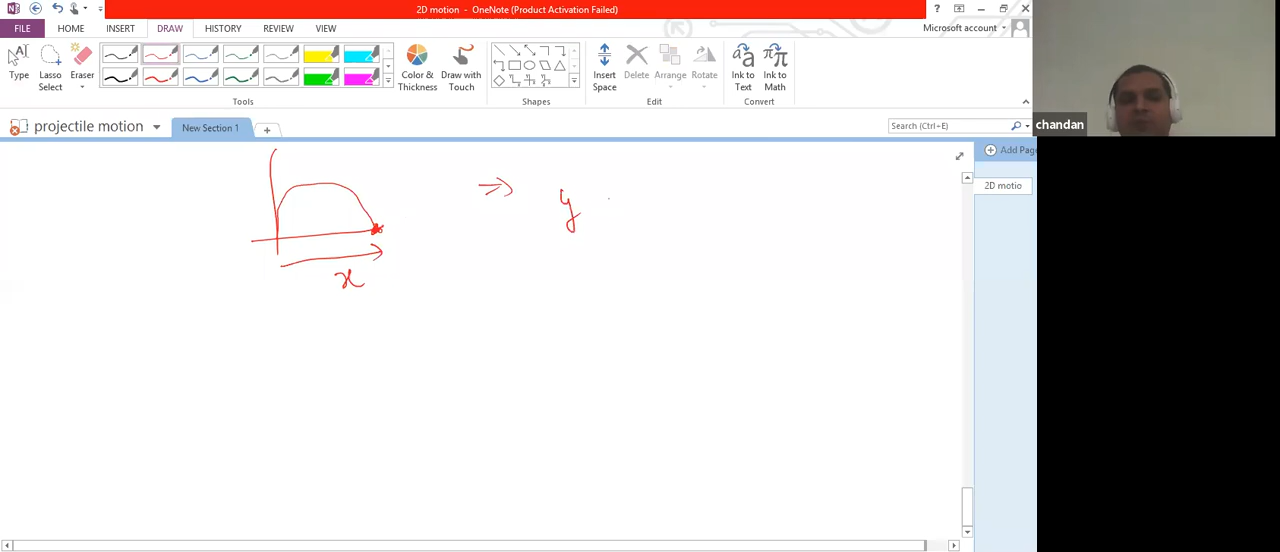 2D motion - OneNote (Product Activation Failed)
?
FILE HOME INSERT DRAW HISTORY REVIEW VIEW
Microsoft account
Type
Lasso Select
Eraser
Color & Thickness
Draw with Touch
Insert Space
Delete
Arrange
Rotate
Ink to Text
Ink to Math
Tools
Shapes
Edit
Convert
chandan
projectile motion
New Section 1
+
Search (Ctrl+E)
Add Page
2D motio
⇒ y
x